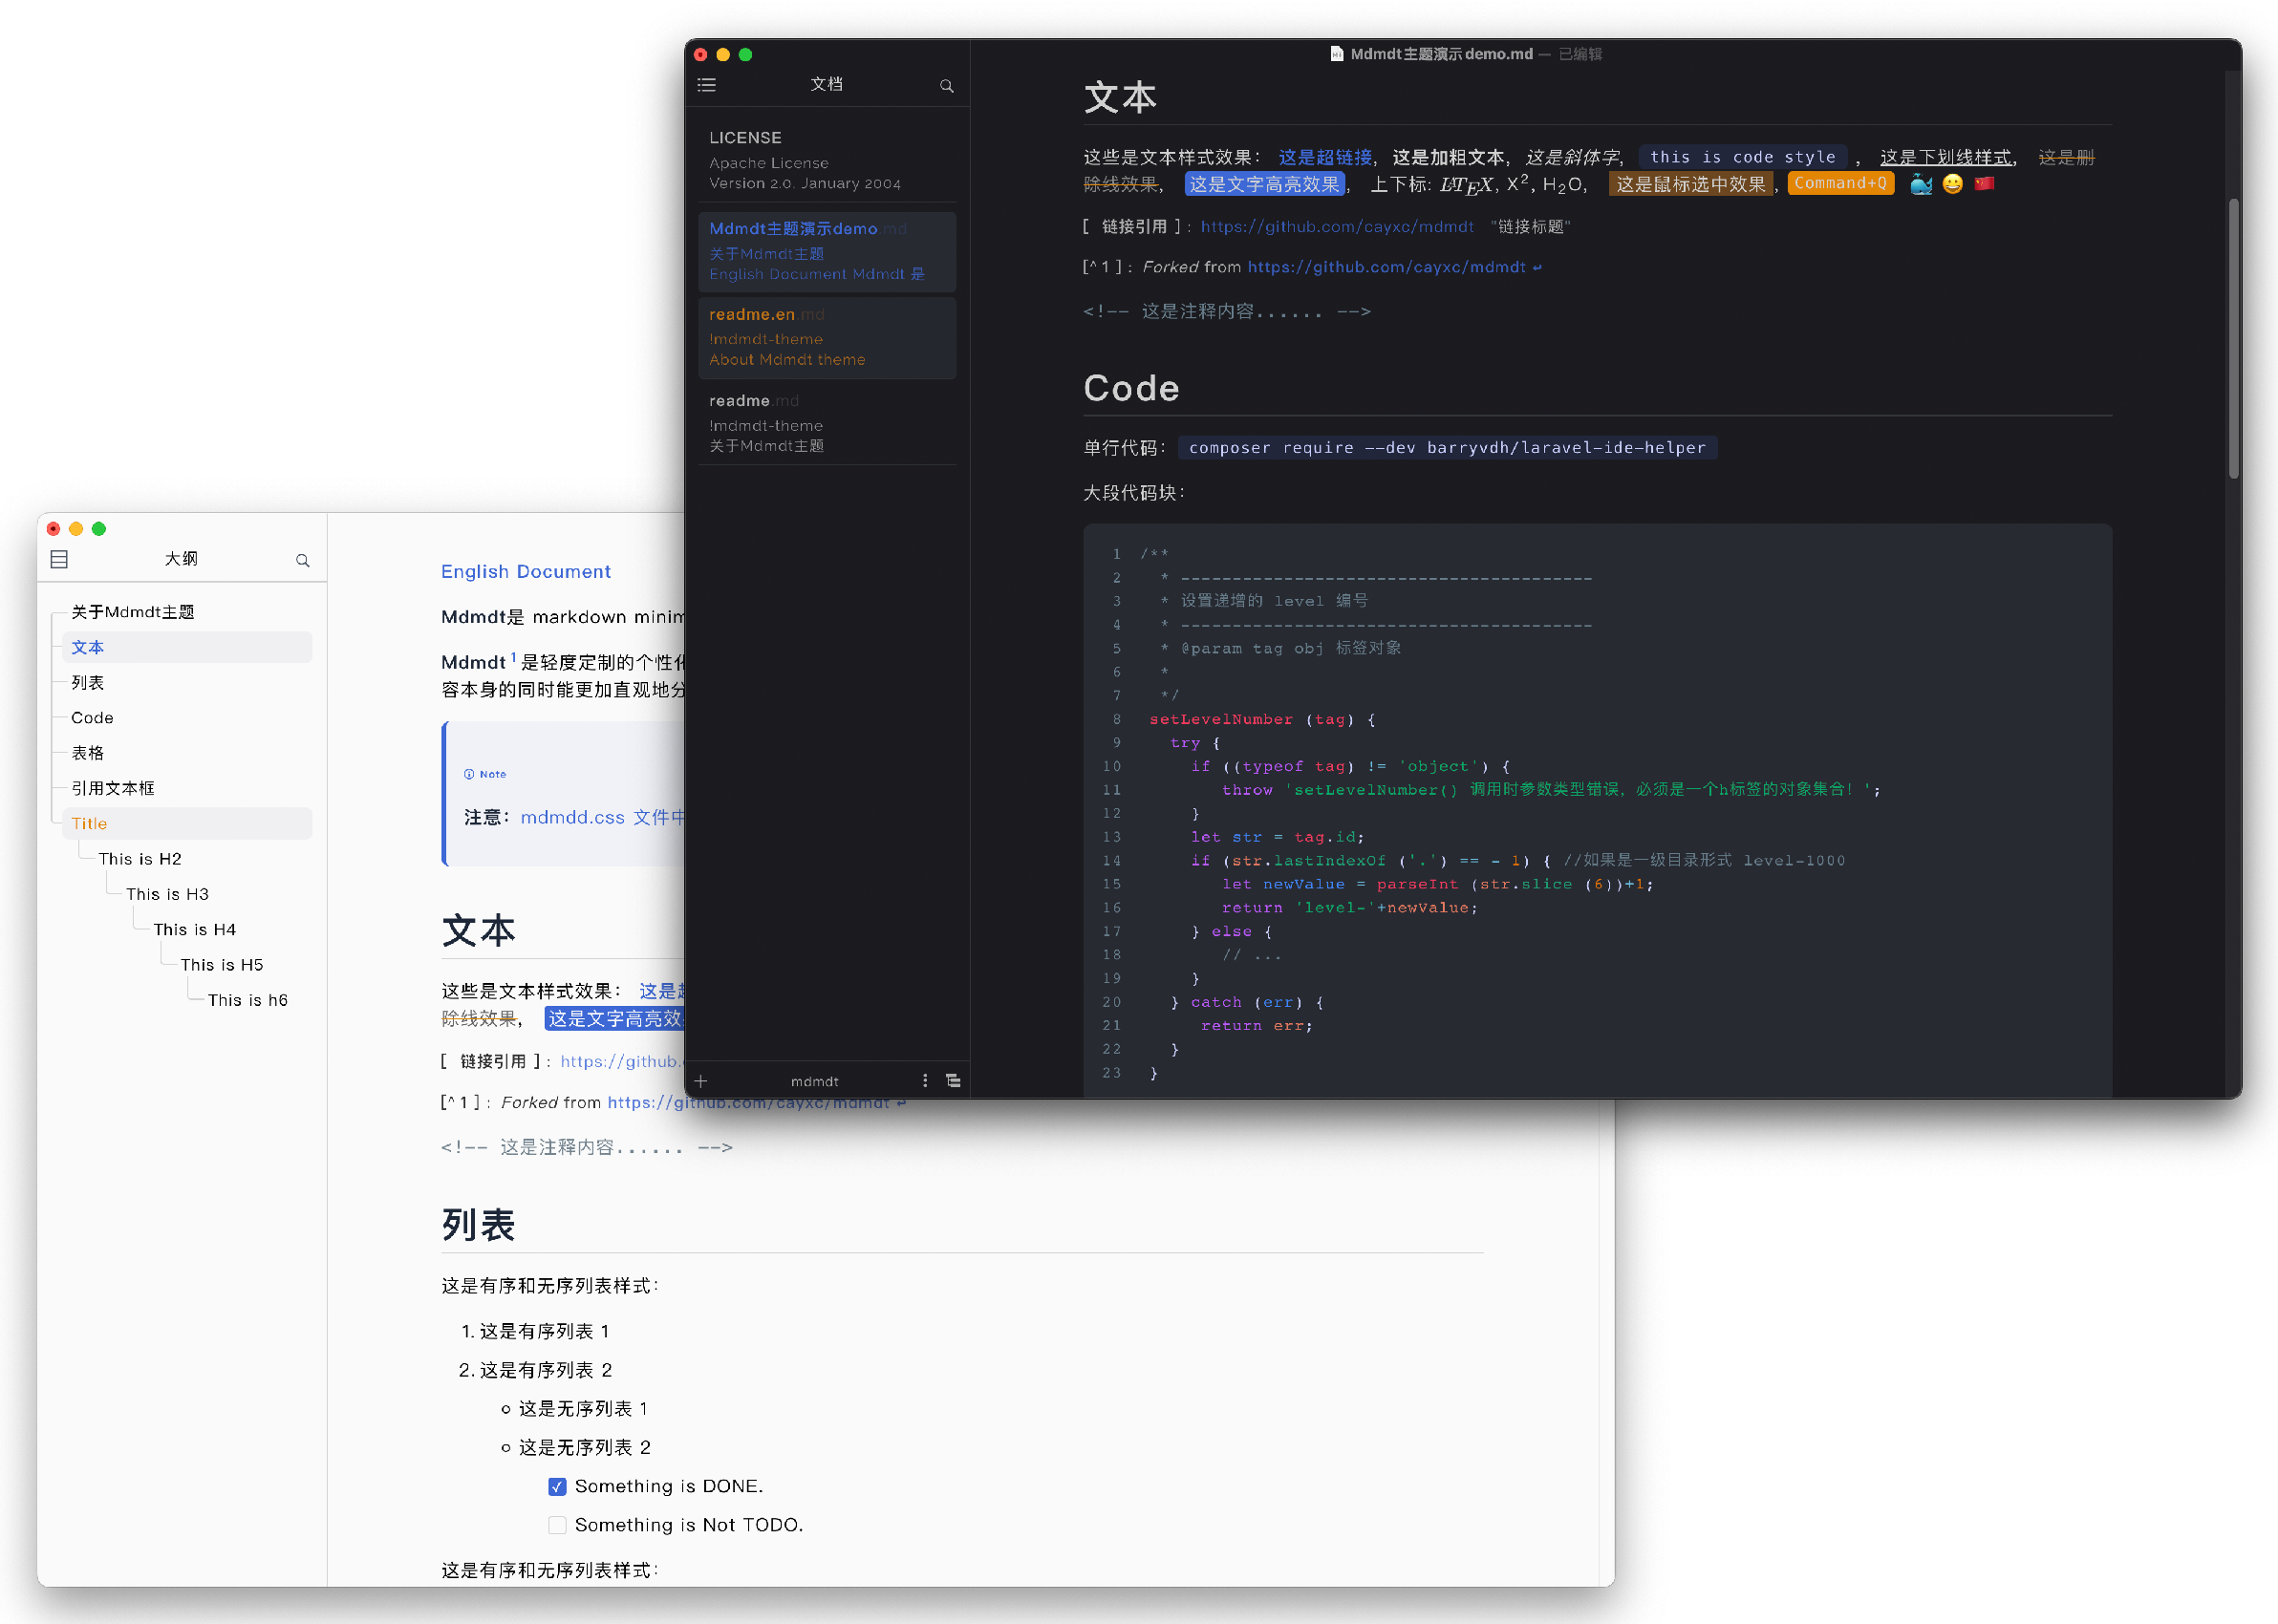 Mdmdt主题演示demo.md — 已编辑
文档
LICENSE
Apache License
Version 2.0. January 2004
Mdmdt主题演示demo.md
关于Mdmdt主题
English Document Mdmdt 是
readme.en.md
!mdmdt-theme
About Mdmdt theme
readme.md
!mdmdt-theme
关于Mdmdt主题
mdmdt
文本
这些是文本样式效果： 这是超链接，这是加粗文本，这是斜体字， this is code style ， 这是下划线样式， 这是删
除线效果， 这是文字高亮效果， 上下标: LATEX, X², H₂O， 这是鼠标选中效果 , Command+Q 🐳 😀 🇨🇳
[ 链接引用 ] : https://github.com/cayxc/mdmdt "链接标题"
[^ 1 ] : Forked from https://github.com/cayxc/mdmdt ↩
<!-- 这是注释内容...... -->
Code
单行代码： composer require --dev barryvdh/laravel-ide-helper
大段代码块：
1 /**
2 * ----------------------------------------
3 * 设置递增的 level 编号
4 * ----------------------------------------
5 * @param tag obj 标签对象
6 *
7 */
8 setLevelNumber (tag) {
9 try {
10 if ((typeof tag) != 'object') {
11 throw 'setLevelNumber() 调用时参数类型错误，必须是一个h标签的对象集合！';
12 }
13 let str = tag.id;
14 if (str.lastIndexOf ('.') == - 1) { //如果是一级目录形式 level-1000
15 let newValue = parseInt (str.slice (6))+1;
16 return 'level-'+newValue;
17 } else {
18 // ...
19 }
20 } catch (err) {
21 return err;
22 }
23 }
大纲
关于Mdmdt主题
文本
列表
Code
表格
引用文本框
Title
This is H2
This is H3
This is H4
This is H5
This is h6
English Document
Mdmdt是 markdown minim
Mdmdt 1 是轻度定制的个性化
容本身的同时能更加直观地分
Note
注意： mdmdd.css 文件中
文本
这些是文本样式效果： 这是
除线效果， 这是文字高亮效
[ 链接引用 ] : https://github.
[^ 1 ] : Forked from https://github.com/cayxc/mdmdt ↩
<!-- 这是注释内容...... -->
列表
这是有序和无序列表样式：
1. 这是有序列表 1
2. 这是有序列表 2
这是无序列表 1
这是无序列表 2
Something is DONE.
Something is Not TODO.
这是有序和无序列表样式：